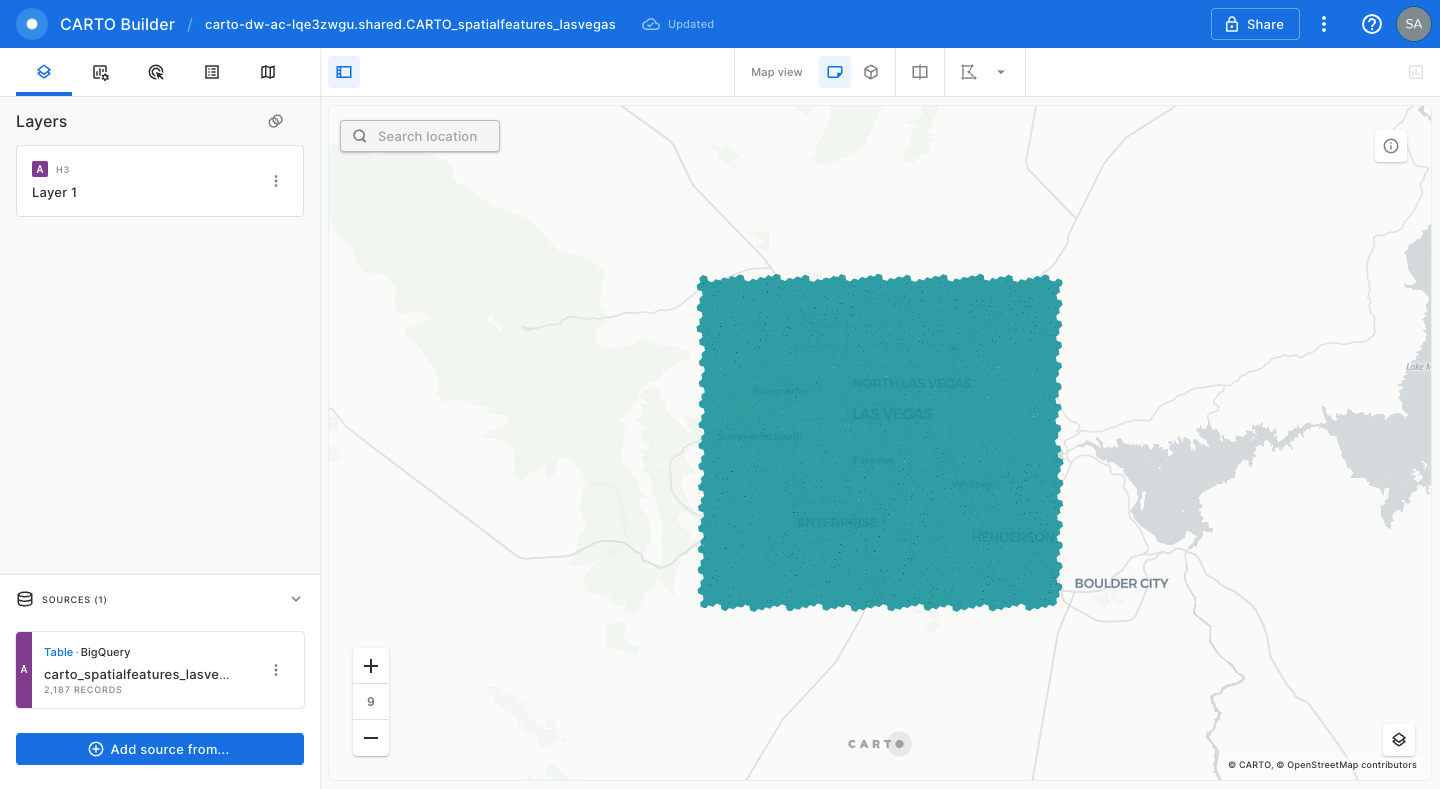 CARTO Builder / carto-dw-ac-lqe3zwgu.shared.CARTO_spatialfeatures_lasvegas Updated Share SA
Map view
Layers
A H3
Layer 1
Search location
Lake M
NORTH LAS VEGAS
Summerlin
LAS VEGAS
Summerlin South
Paradise
Whitney
ENTERPRISE
HENDERSON
BOULDER CITY
SOURCES (1)
Table · BigQuery
A carto_spatialfeatures_lasve...
2,187 RECORDS
9
Add source from...
CARTO
© CARTO, © OpenStreetMap contributors